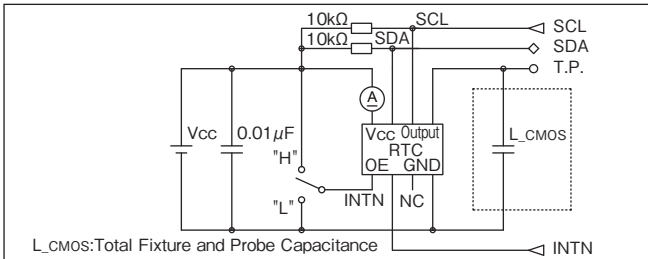 10kΩ SCL SCL
10kΩ SDA SDA
T.P.
A
Vcc 0.01μF Vcc Output L_CMOS
RTC
"H" OE GND
"L" INTN NC
L_CMOS:Total Fixture and Probe Capacitance INTN